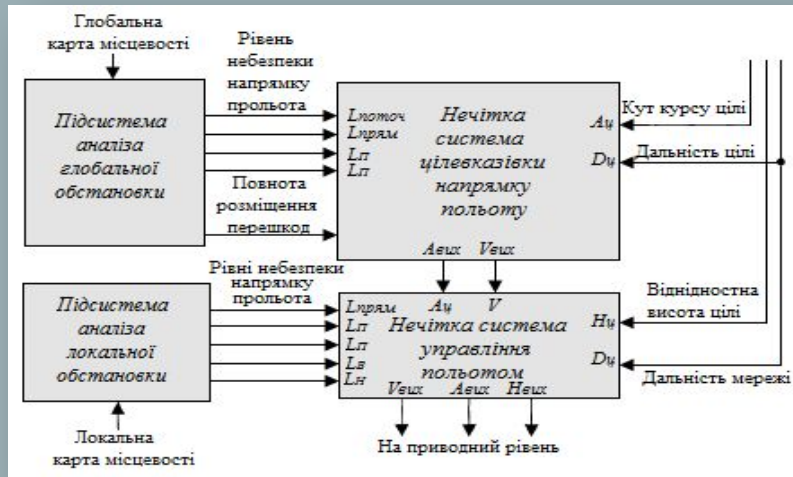 Глобальна
карта місцевості
Підсистема
аналіза
глобальної
обстановки
Рівень
небезпеки
напрямку
прольота
Повнота
розміщення
перешкод
Lпоточ
Lпрям
Lп
Lп
Нечітка
система
цілевказівки
напрямку
польоту
Aц
Dц
Кут курсу цілі
Дальність цілі
Aвих Vвих
Підсистема
аналіза
локальної
обстановки
Рівні небезпеки
напрямку
прольота
Lпрям
Lп
Lп
Lв
Lн
Aц V
Нечітка система
управління
польотом
Hц
Dц
Vвих Aвих Hвих
Віднідностна
висота цілі
Дальність мережі
Локальна
карта місцевості
На приводний рівень